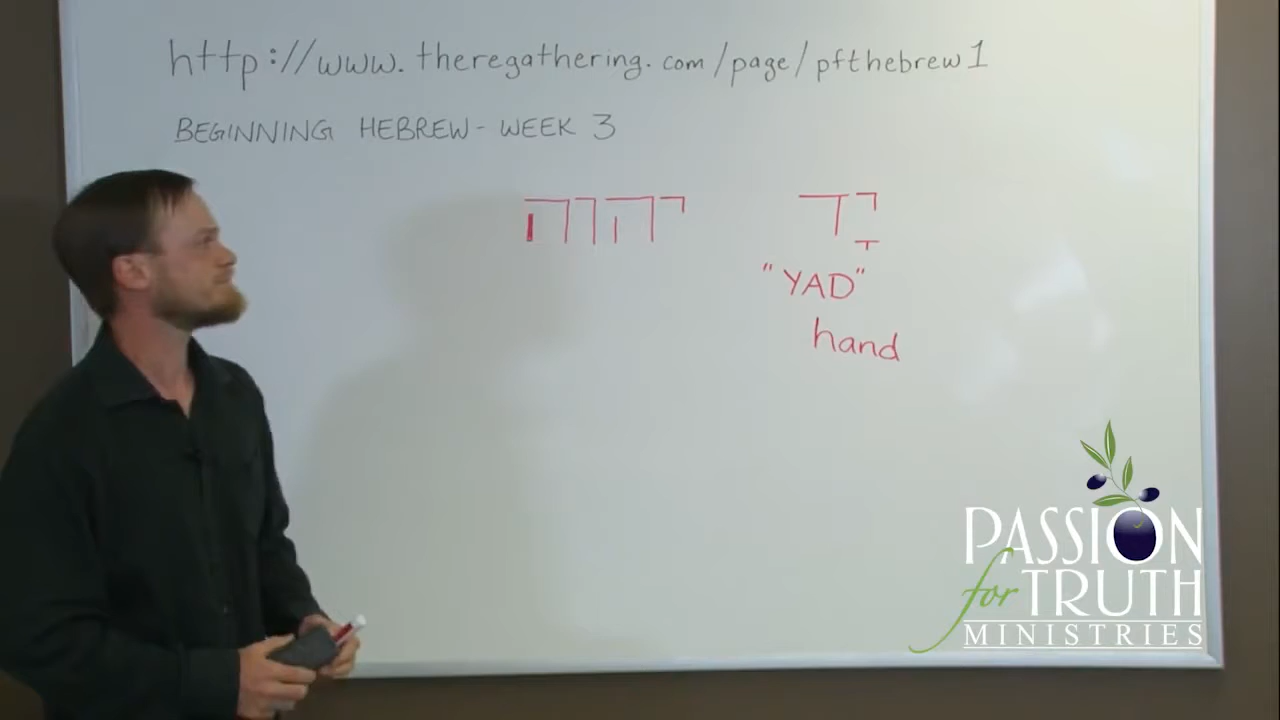 http://www.theregathering.com/page/pfthebrew1
BEGINNING HEBREW - WEEK 3
יהוה
יָד
"YAD"
hand
PASSION
for TRUTH
MINISTRIES